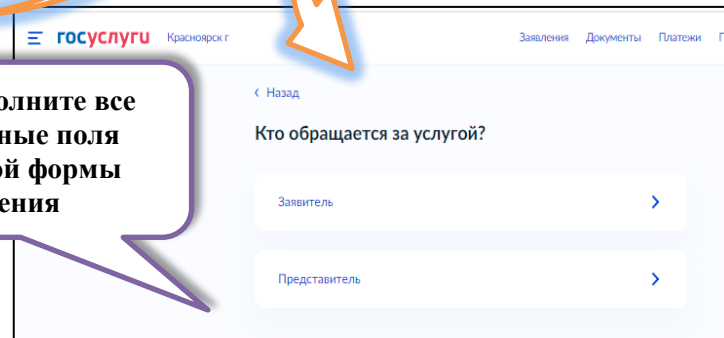 госуслуги Красноярск г Заявления Документы Платежи
Назад
Кто обращается за услугой?
Заявитель
Представитель
олните все
ные поля
ой формы
ения